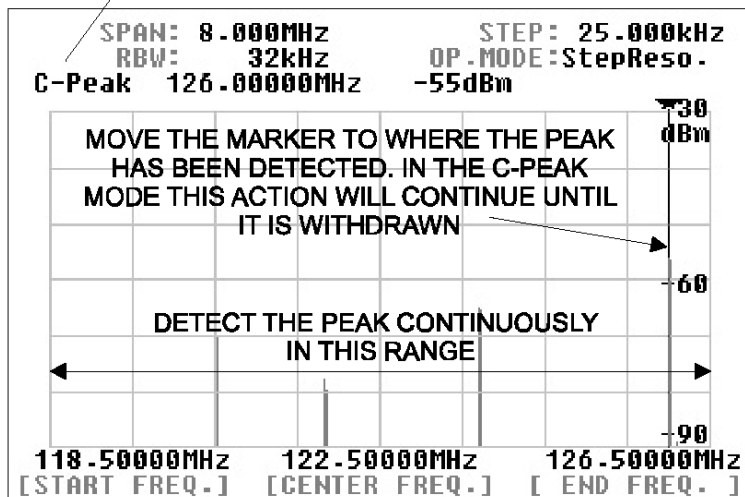 SPAN: 8.000MHz STEP: 25.000kHz
RBW: 32kHz OP.MODE:StepReso.
C-Peak 126.00000MHz -55dBm
-30
dBm
MOVE THE MARKER TO WHERE THE PEAK
HAS BEEN DETECTED. IN THE C-PEAK
MODE THIS ACTION WILL CONTINUE UNTIL
IT IS WITHDRAWN
-60
DETECT THE PEAK CONTINUOUSLY
IN THIS RANGE
-90
118.50000MHz 122.50000MHz 126.50000MHz
[START FREQ.] [CENTER FREQ.] [ END FREQ. ]